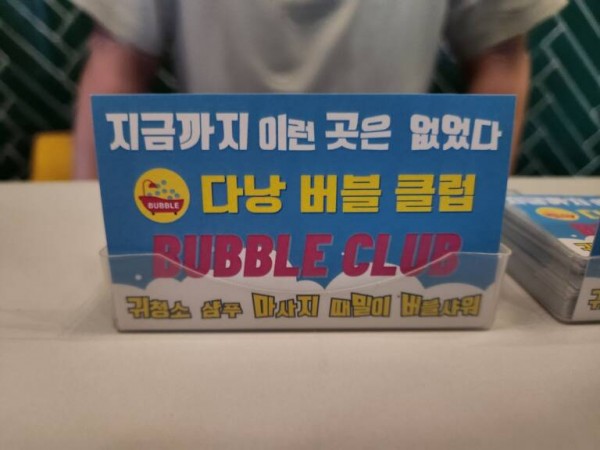 지금까지 이런 곳은 없었다
BUBBLE
다낭 버블 클럽
BUBBLE CLUB
귀청소 샴푸 마사지 때밀이 버블샤워
BUBBLE